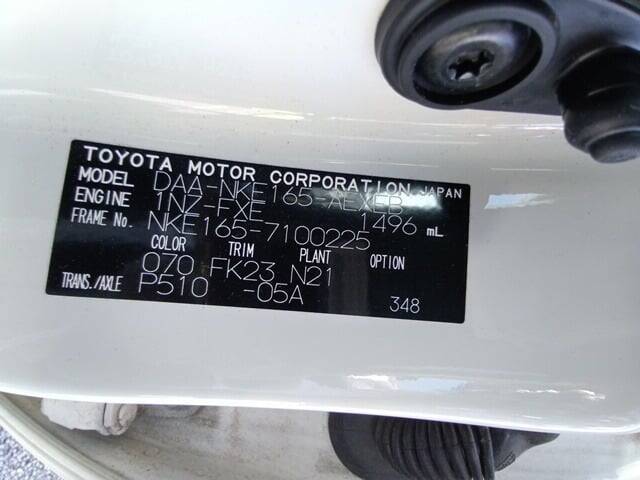 TOYOTA MOTOR CORPORATION, JAPAN
MODEL DAA-NKE165-AEXEB
ENGINE 1NZ-FXE 1496 mL
FRAME No. NKE165-7100225
COLOR TRIM PLANT OPTION
070 FK23 N21
TRANS./AXLE P510 -05A
348